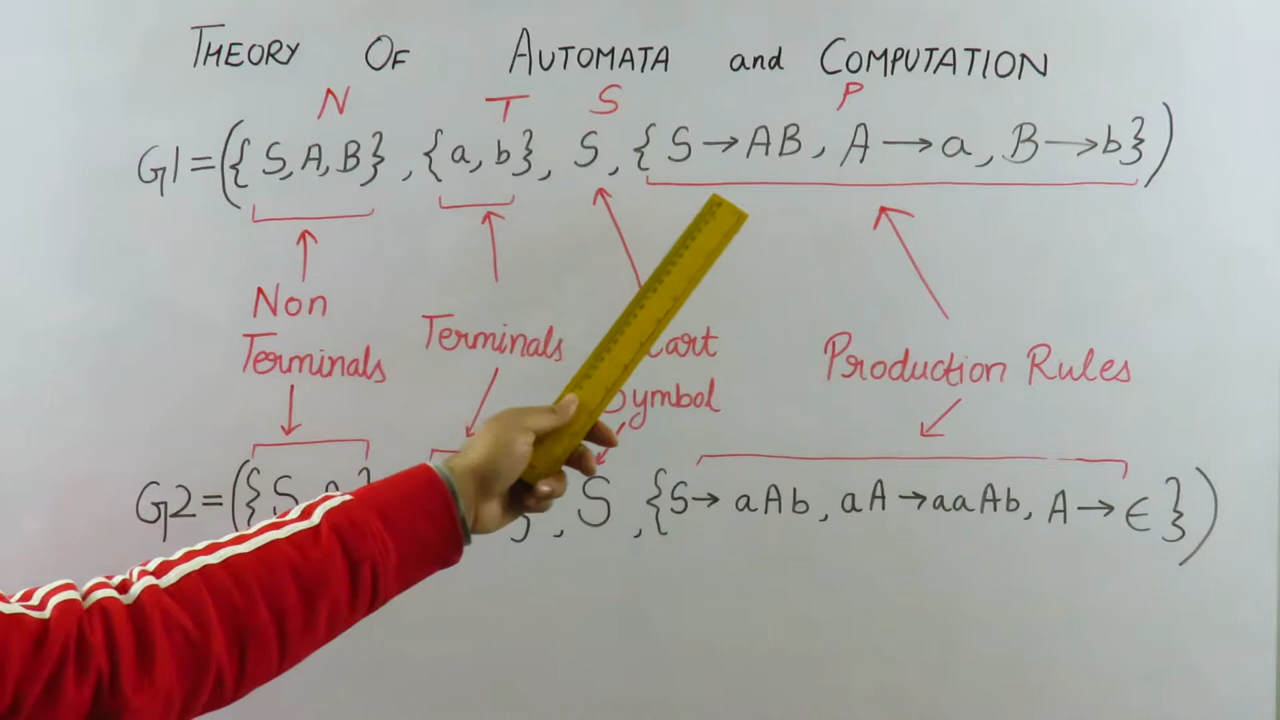 THEORY OF AUTOMATA and COMPUTATION
N T S P
G1=({S,A,B},{a,b},S,{S→AB,A→a,B→b})
Non Terminals
Terminals
Symbol
Production Rules
G2=({S, , S,{S→aAb,aA→aaAb,A→∈})